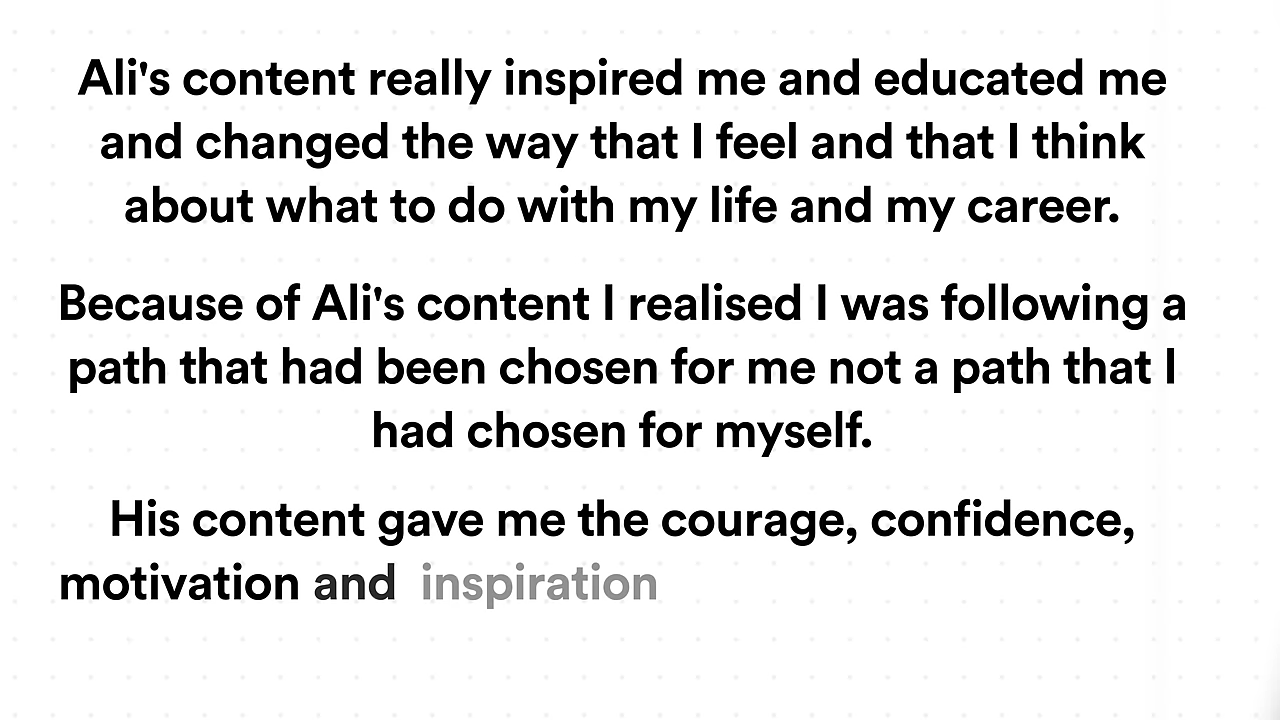 Ali's content really inspired me and educated me
and changed the way that I feel and that I think
about what to do with my life and my career.
Because of Ali's content I realised I was following a
path that had been chosen for me not a path that I
had chosen for myself.
His content gave me the courage, confidence,
motivation and inspiration